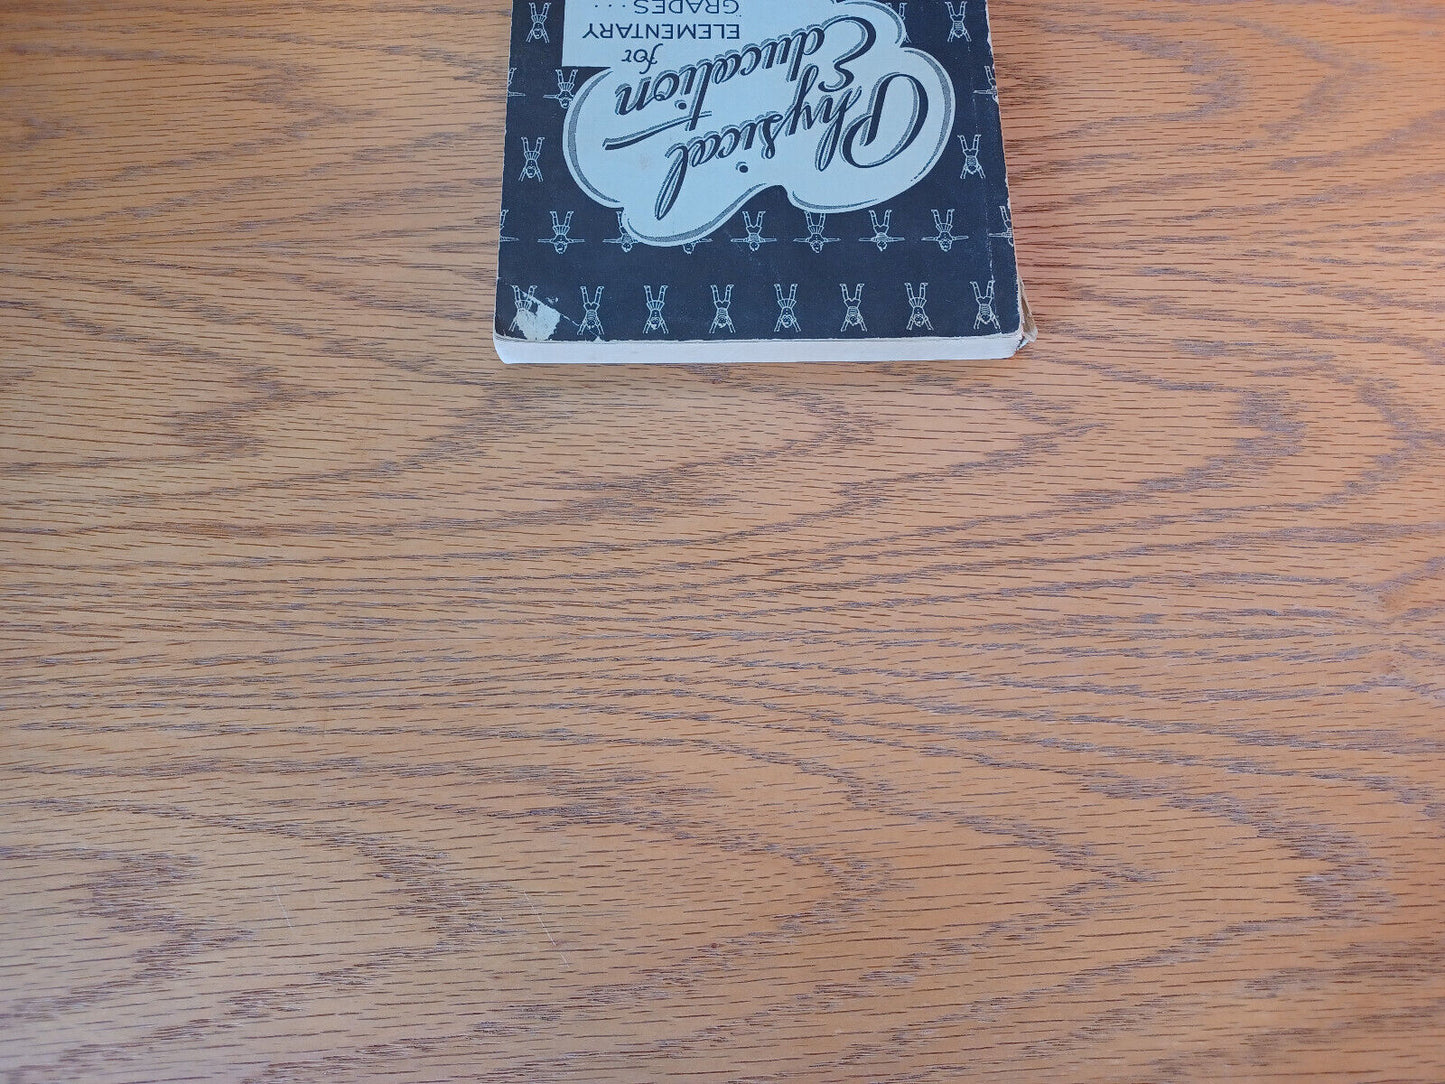 Physical
Education
for
ELEMENTARY
GRADES...